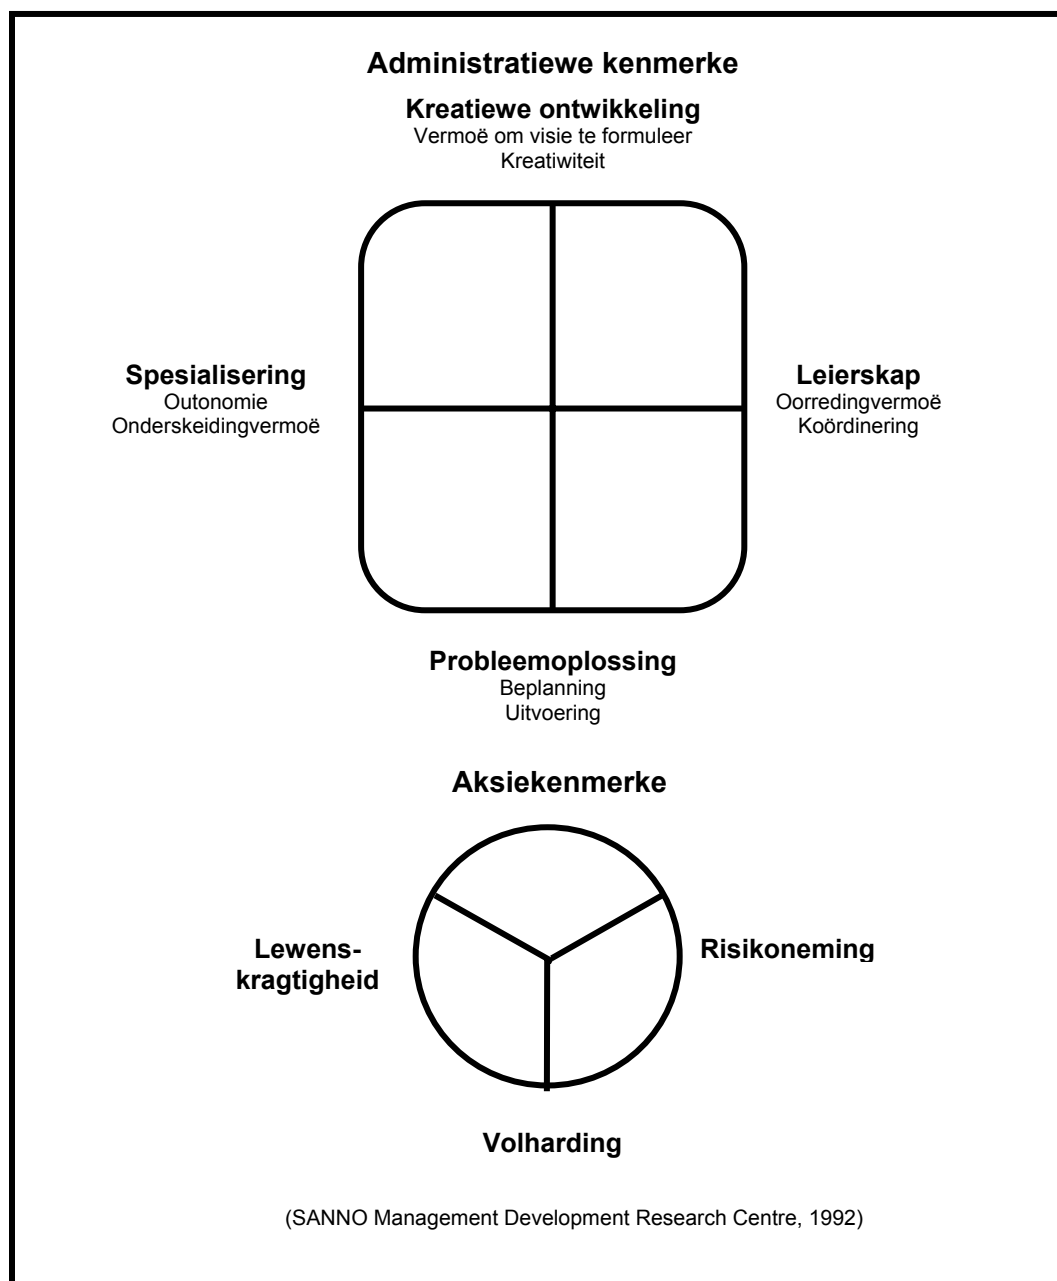 Administratiewe kenmerke
Kreatiewe ontwikkeling
Vermoë om visie te formuleer
Kreatiwiteit
Spesialisering
Outonomie
Onderskeidingvermoë
Leierskap
Oorredingvermoë
Koördinering
Probleemoplossing
Beplanning
Uitvoering
Aksiekenmerke
Lewens-
kragtigheid
Risikoneming
Volharding
(SANNO Management Development Research Centre, 1992)